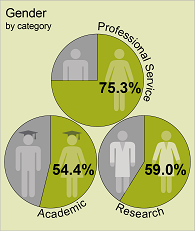 Gender
by category
Professional Service
75.3%
54.4%
59.0%
Academic
Research